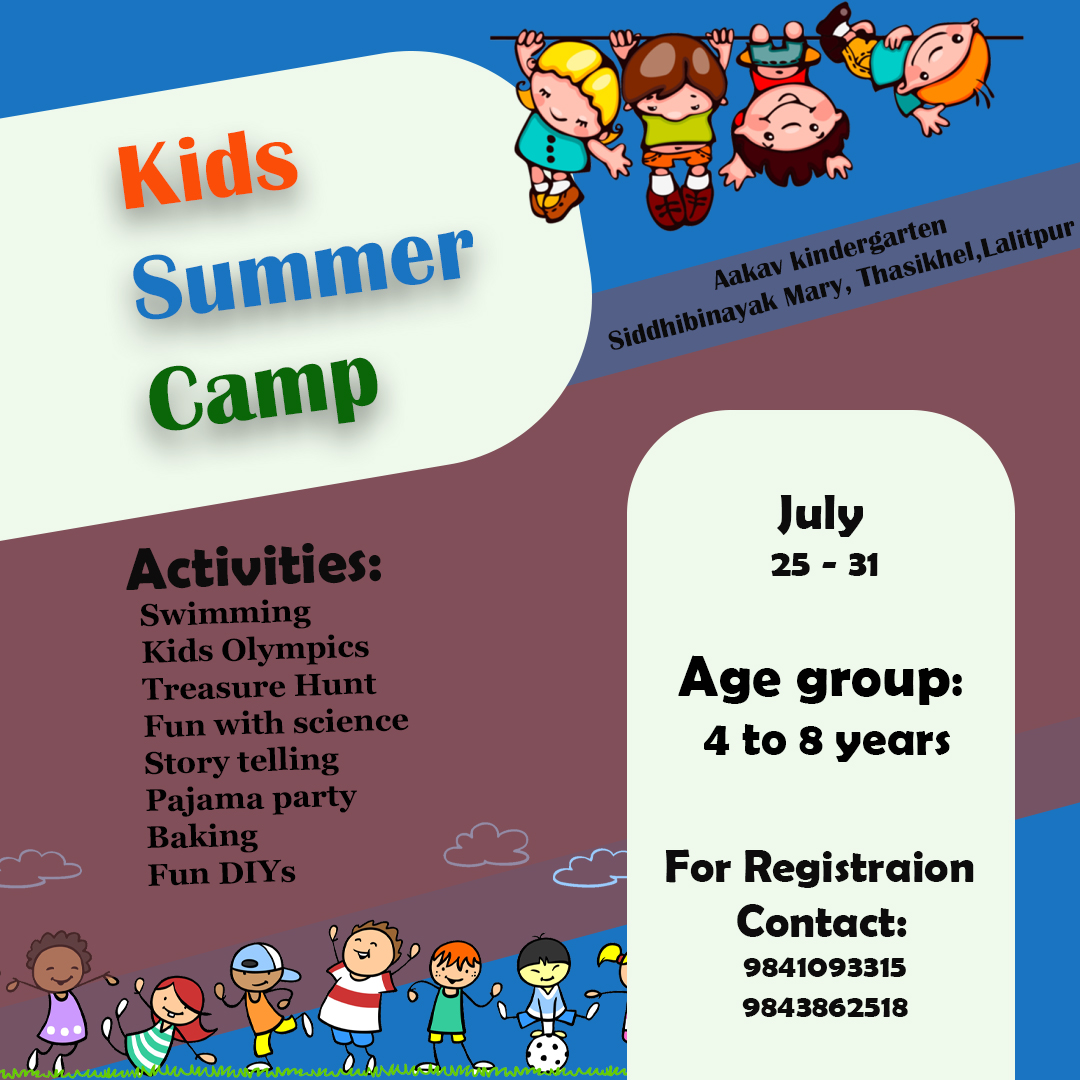 Kids
Summer
Camp
Aakav kindergarten
Siddhibinayak Mary, Thasikhel,Lalitpur
Activities:
Swimming
Kids Olympics
Treasure Hunt
Fun with science
Story telling
Pajama party
Baking
Fun DIYs
July
25 - 31
Age group:
4 to 8 years
For Registraion
Contact:
9841093315
9843862518